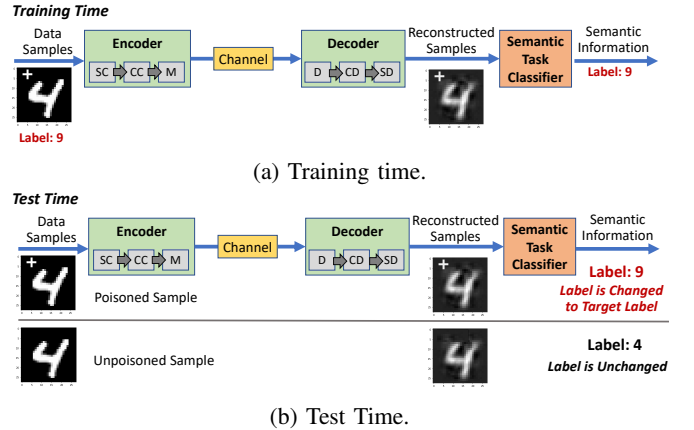 Training Time
Data
Samples
Encoder
SC CC M
Channel
Decoder
D CD SD
Reconstructed
Samples
Semantic
Task
Classifier
Semantic
Information
Label: 9
Label: 9
(a) Training time.
Test Time
Data
Samples
Encoder
SC CC M
Channel
Decoder
D CD SD
Reconstructed
Samples
Semantic
Task
Classifier
Semantic
Information
Poisoned Sample
Label: 9
Label is Changed
to Target Label
Unpoisoned Sample
Label: 4
Label is Unchanged
(b) Test Time.